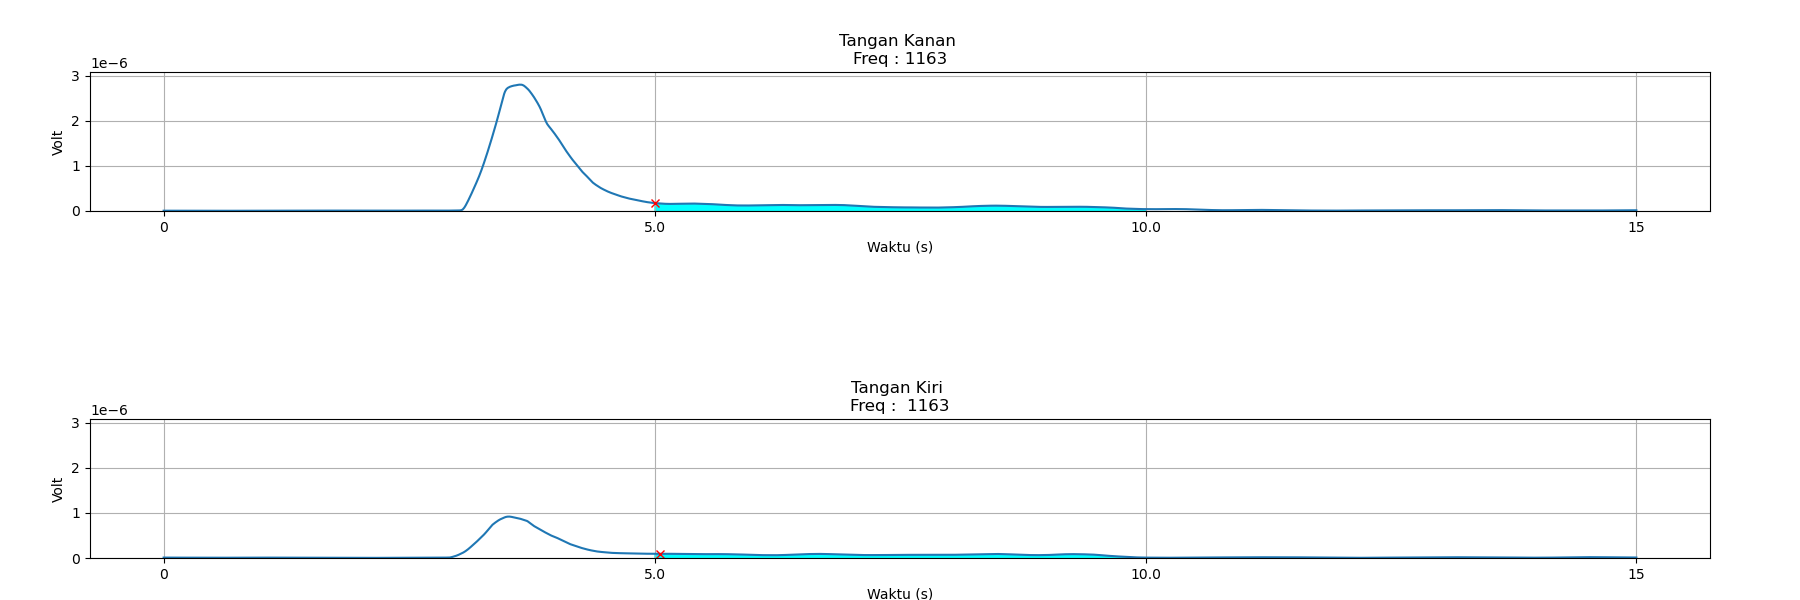 Tangan Kanan
Freq : 1163
1e−6
3
2
1
0
Volt
0 5.0 10.0 15
Waktu (s)
Tangan Kiri
Freq :  1163
1e−6
3
2
1
0
Volt
0 5.0 10.0 15
Waktu (s)